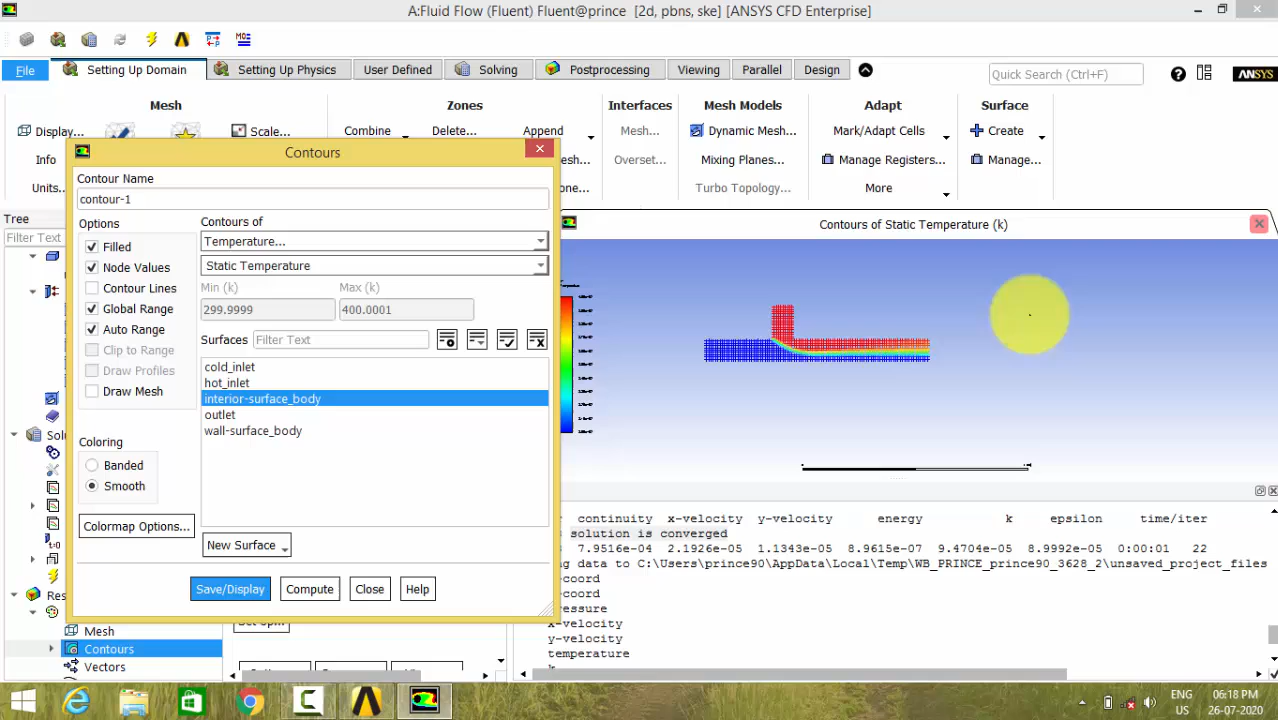 A:Fluid Flow (Fluent) Fluent@prince [2d, pbns, ske] [ANSYS CFD Enterprise]
File
Setting Up Domain
Setting Up Physics
User Defined
Solving
Postprocessing
Viewing
Parallel
Design
Quick Search (Ctrl+F)
ANSYS
Mesh
Zones
Interfaces
Mesh Models
Adapt
Surface
Display...
Scale...
Combine
Delete...
Append
Mesh...
Dynamic Mesh...
Mark/Adapt Cells
Create
Info
Overset...
Mixing Planes...
Manage Registers...
Manage...
Units...
Turbo Topology...
More
Tree
Filter Text
Contours
Contour Name
contour-1
Options
Filled
Node Values
Contour Lines
Global Range
Auto Range
Clip to Range
Draw Profiles
Draw Mesh
Coloring
Banded
Smooth
Colormap Options...
Contours of
Temperature...
Static Temperature
Min (k)
Max (k)
299.9999
400.0001
Surfaces
Filter Text
cold_inlet
hot_inlet
interior-surface_body
outlet
wall-surface_body
New Surface
Save/Display
Compute
Close
Help
Mesh
Contours
Vectors
Contours of Static Temperature (k)
continuity x-velocity y-velocity energy k epsilon time/iter
solution is converged
7.9516e-04 2.1926e-05 1.1343e-05 8.9615e-07 9.4704e-05 8.9992e-05 0:00:01 22
ng data to C:\Users\prince90\AppData\Local\Temp\WB_PRINCE_prince90_3628_2\unsaved_project_files
-coord
-coord
ressure
x-velocity
y-velocity
temperature
ENG
US
06:18 PM
26-07-2020